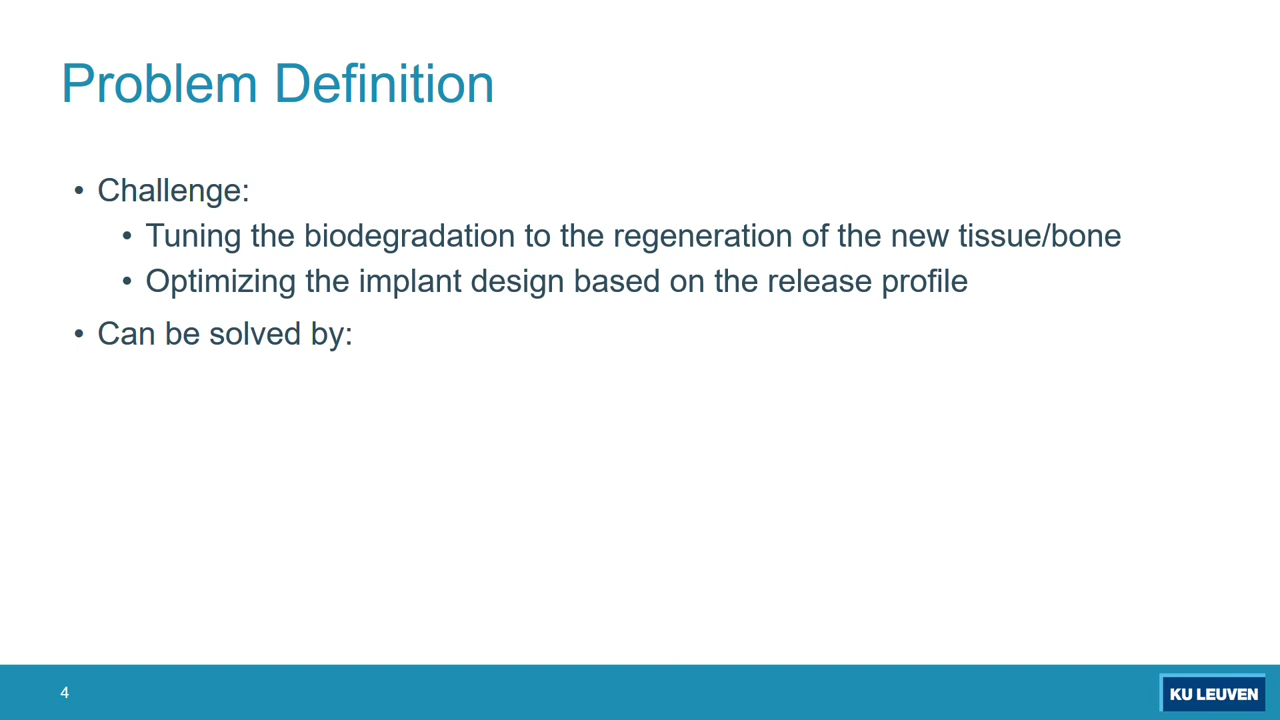 Problem Definition
• Challenge:
• Tuning the biodegradation to the regeneration of the new tissue/bone
• Optimizing the implant design based on the release profile
• Can be solved by:
4
KU LEUVEN